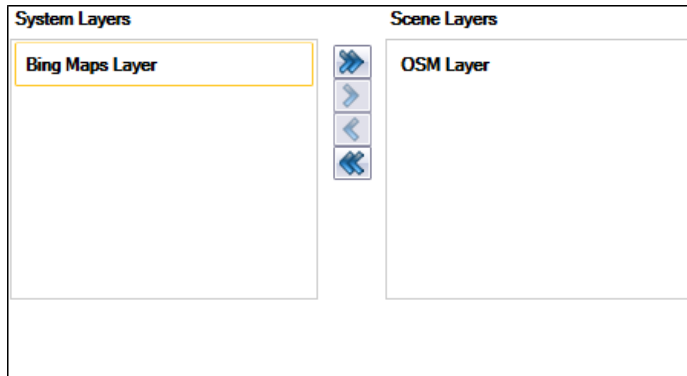 System Layers
Scene Layers
Bing Maps Layer
OSM Layer